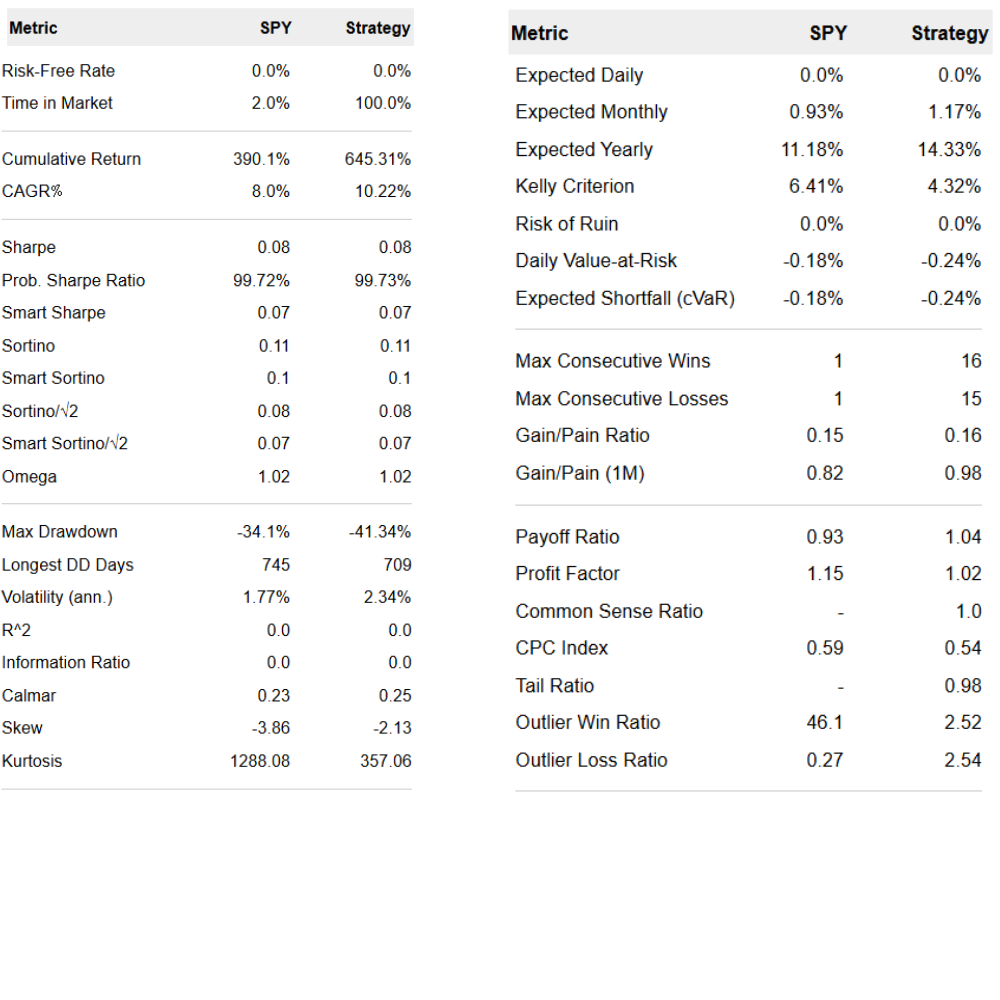 Metric SPY Strategy
Risk-Free Rate 0.0% 0.0%
Time in Market 2.0% 100.0%
Cumulative Return 390.1% 645.31%
CAGR% 8.0% 10.22%
Sharpe 0.08 0.08
Prob. Sharpe Ratio 99.72% 99.73%
Smart Sharpe 0.07 0.07
Sortino 0.11 0.11
Smart Sortino 0.1 0.1
Sortino/√2 0.08 0.08
Smart Sortino/√2 0.07 0.07
Omega 1.02 1.02
Max Drawdown -34.1% -41.34%
Longest DD Days 745 709
Volatility (ann.) 1.77% 2.34%
R^2 0.0 0.0
Information Ratio 0.0 0.0
Calmar 0.23 0.25
Skew -3.86 -2.13
Kurtosis 1288.08 357.06
Metric SPY Strategy
Expected Daily 0.0% 0.0%
Expected Monthly 0.93% 1.17%
Expected Yearly 11.18% 14.33%
Kelly Criterion 6.41% 4.32%
Risk of Ruin 0.0% 0.0%
Daily Value-at-Risk -0.18% -0.24%
Expected Shortfall (cVaR) -0.18% -0.24%
Max Consecutive Wins 1 16
Max Consecutive Losses 1 15
Gain/Pain Ratio 0.15 0.16
Gain/Pain (1M) 0.82 0.98
Payoff Ratio 0.93 1.04
Profit Factor 1.15 1.02
Common Sense Ratio - 1.0
CPC Index 0.59 0.54
Tail Ratio - 0.98
Outlier Win Ratio 46.1 2.52
Outlier Loss Ratio 0.27 2.54